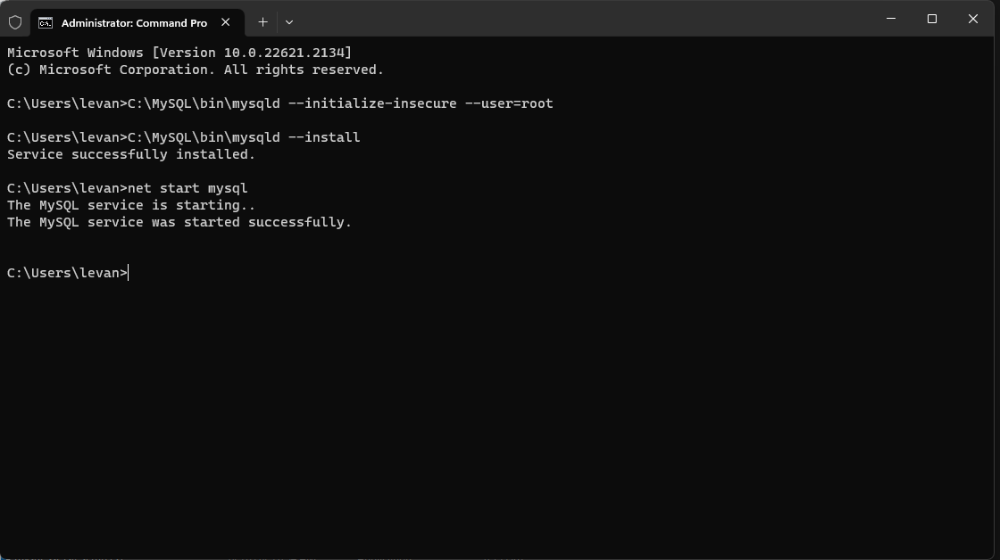 Administrator: Command Pro
Microsoft Windows [Version 10.0.22621.2134]
(c) Microsoft Corporation. All rights reserved.
C:\Users\levan>C:\MySQL\bin\mysqld --initialize-insecure --user=root
C:\Users\levan>C:\MySQL\bin\mysqld --install
Service successfully installed.
C:\Users\levan>net start mysql
The MySQL service is starting..
The MySQL service was started successfully.
C:\Users\levan>